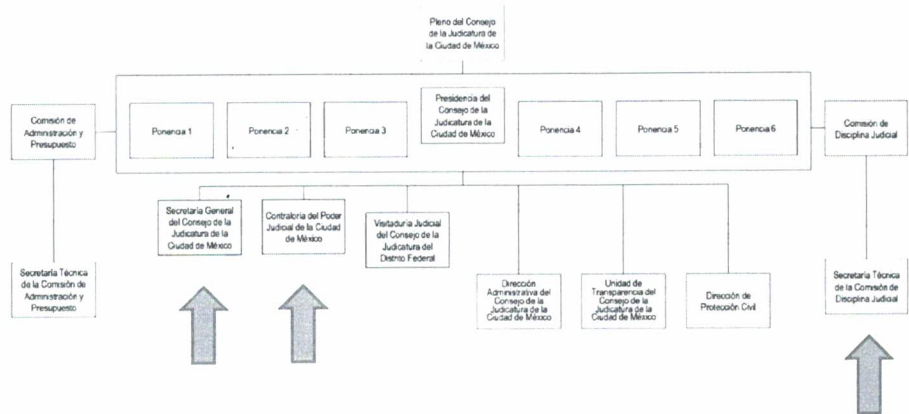 Pleno del Consejo
de la Judicatura de
la Ciudad de México
Comisión de
Administración y
Presupuesto
Ponencia 1
Ponencia 2
Ponencia 3
Presidencia del
Consejo de la
Judicatura de la
Ciudad de México
Ponencia 4
Ponencia 5
Ponencia 6
Comisión de
Disciplina Judicial
Secretaría General
del Consejo de la
Judicatura de la
Ciudad de México
Contraloría del Poder
Judicial de la Ciudad
de México
Visitaduría Judicial
del Consejo de la
Judicatura del
Distrito Federal
Secretaría Técnica
de la Comisión de
Administración y
Presupuesto
Dirección
Administrativa del
Consejo de la
Judicatura de la
Ciudad de México
Unidad de
Transparencia del
Consejo de la
Judicatura de la
Ciudad de México
Dirección de
Protección Civil
Secretaría Técnica
de la Comisión de
Disciplina Judicial